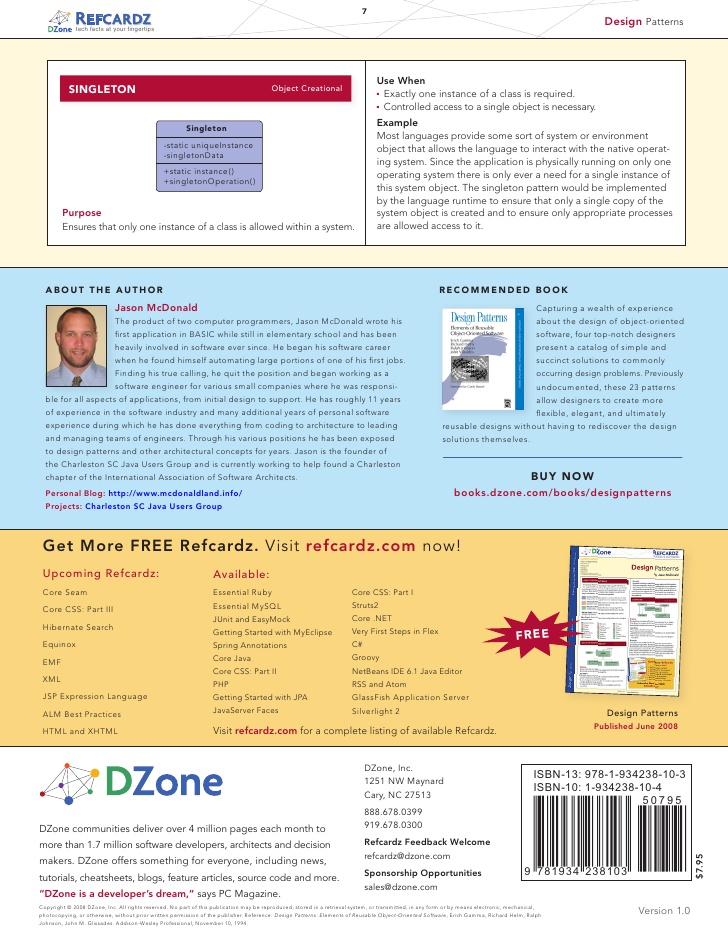 DZone
REFCARDZ
tech facts at your fingertips
7
Design Patterns
SINGLETON
Object Creational
Singleton
-static uniqueInstance
-singletonData
+static instance()
+singletonOperation()
Purpose
Ensures that only one instance of a class is allowed within a system.
Use When
• Exactly one instance of a class is required.
• Controlled access to a single object is necessary.
Example
Most languages provide some sort of system or environment
object that allows the language to interact with the native operat-
ing system. Since the application is physically running on only one
operating system there is only ever a need for a single instance of
this system object. The singleton pattern would be implemented
by the language runtime to ensure that only a single copy of the
system object is created and to ensure only appropriate processes
are allowed access to it.
ABOUT THE AUTHOR
Jason McDonald
The product of two computer programmers, Jason McDonald wrote his
first application in BASIC while still in elementary school and has been
heavily involved in software ever since. He began his software career
when he found himself automating large portions of one of his first jobs.
Finding his true calling, he quit the position and began working as a
software engineer for various small companies where he was responsi-
ble for all aspects of applications, from initial design to support. He has roughly 11 years
of experience in the software industry and many additional years of personal software
experience during which he has done everything from coding to architecture to leading
and managing teams of engineers. Through his various positions he has been exposed
to design patterns and other architectural concepts for years. Jason is the founder of
the Charleston SC Java Users Group and is currently working to help found a Charleston
chapter of the International Association of Software Architects.
Personal Blog: http://www.mcdonaldland.info/
Projects: Charleston SC Java Users Group
RECOMMENDED BOOK
Design Patterns
Elements of Reusable
Object-Oriented Software
Capturing a wealth of experience
about the design of object-oriented
software, four top-notch designers
present a catalog of simple and
succinct solutions to commonly
occurring design problems. Previously
undocumented, these 23 patterns
allow designers to create more
flexible, elegant, and ultimately
reusable designs without having to rediscover the design
solutions themselves.
BUY NOW
books.dzone.com/books/designpatterns
Get More FREE Refcardz. Visit refcardz.com now!
Upcoming Refcardz:
Core Seam
Core CSS: Part III
Hibernate Search
Equinox
EMF
XML
JSP Expression Language
ALM Best Practices
HTML and XHTML
Available:
Essential Ruby
Essential MySQL
JUnit and EasyMock
Getting Started with MyEclipse
Spring Annotations
Core Java
Core CSS: Part II
PHP
Getting Started with JPA
JavaServer Faces
Core CSS: Part I
Struts2
Core .NET
Very First Steps in Flex
C#
Groovy
NetBeans IDE 6.1 Java Editor
RSS and Atom
GlassFish Application Server
Silverlight 2
Visit refcardz.com for a complete listing of available Refcardz.
FREE
DZone
REFCARDZ
Design Patterns
Design Patterns
Published June 2008
DZone
DZone communities deliver over 4 million pages each month to
more than 1.7 million software developers, architects and decision
makers. DZone offers something for everyone, including news,
tutorials, cheatsheets, blogs, feature articles, source code and more.
“DZone is a developer’s dream,” says PC Magazine.
DZone, Inc.
1251 NW Maynard
Cary, NC 27513
888.678.0399
919.678.0300
Refcardz Feedback Welcome
refcardz@dzone.com
Sponsorship Opportunities
sales@dzone.com
ISBN-13: 978-1-934238-10-3
ISBN-10: 1-934238-10-4
50795
9 781934 238103
$7.95
Copyright © 2008 DZone, Inc. All rights reserved. No part of this publication may be reproduced, stored in a retrieval system, or transmitted, in any form or by means electronic, mechanical,
photocopying, or otherwise, without prior written permission of the publisher. Reference: Design Patterns: Elements of Reusable Object-Oriented Software, Erich Gamma, Richard Helm, Ralph
Johnson, John M. Vlissides, Addison-Wesley Professional, November 10, 1994
Version 1.0